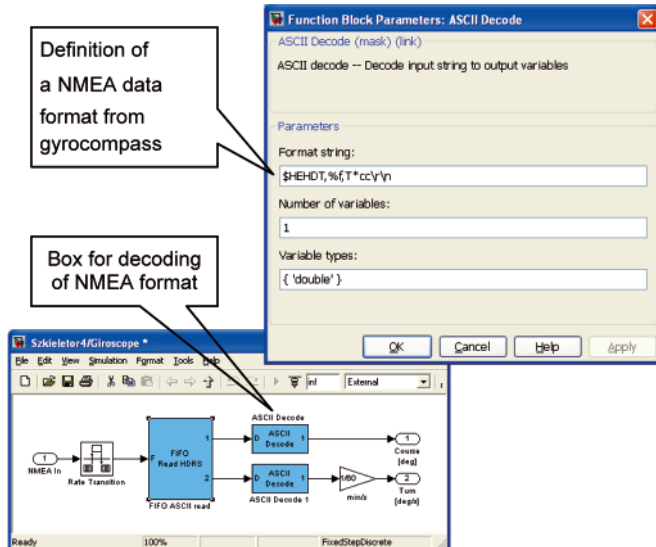 Definition of
a NMEA data
format from
gyrocompass
Function Block Parameters: ASCII Decode
ASCII Decode (mask) (link)
ASCII decode -- Decode input string to output variables
Parameters
Format string:
$HEHDT,%f,T*cc\r\n
Number of variables:
1
Variable types:
{ 'double' }
OK Cancel Help Apply
Box for decoding
of NMEA format
Szkieletor4/Giroscope *
File Edit View Simulation Format Tools Help
inf External
ASCII Decode
1
NMEA In
Rate Transition
F FIFO
Read HDRS
1
2
FIFO ASCII read
D ASCII
Decode 1
D ASCII
Decode 1
ASCII Decode 1
1/60
min/s
1
Course
[deg]
2
Turn
[deg/s]
Ready 100% FixedStepDiscrete